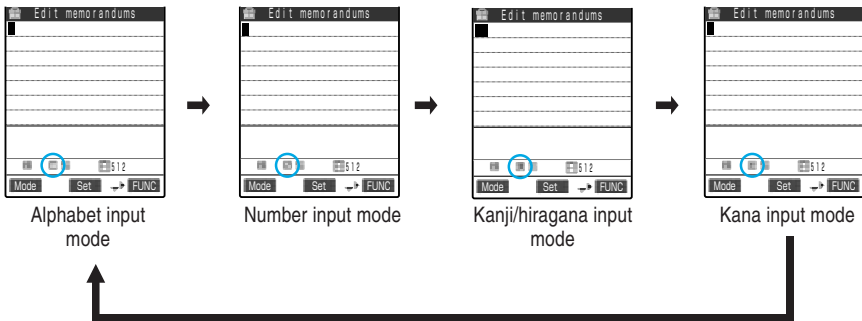 Edit memorandums
512
Mode Set FUNC
Alphabet input
mode
Edit memorandums
512
Mode Set FUNC
Number input mode
Edit memorandums
512
Mode Set FUNC
Kanji/hiragana input
mode
Edit memorandums
512
Mode Set FUNC
Kana input mode